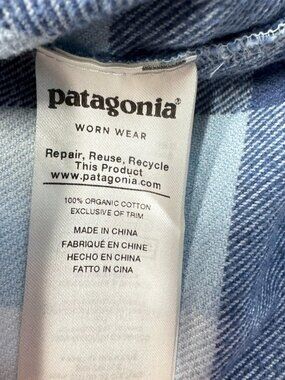 patagonia®
WORN WEAR
Repair, Reuse, Recycle
This Product
www.patagonia.com
100% ORGANIC COTTON
EXCLUSIVE OF TRIM
MADE IN CHINA
FABRIQUÉ EN CHINE
HECHO EN CHINA
FATTO IN CINA